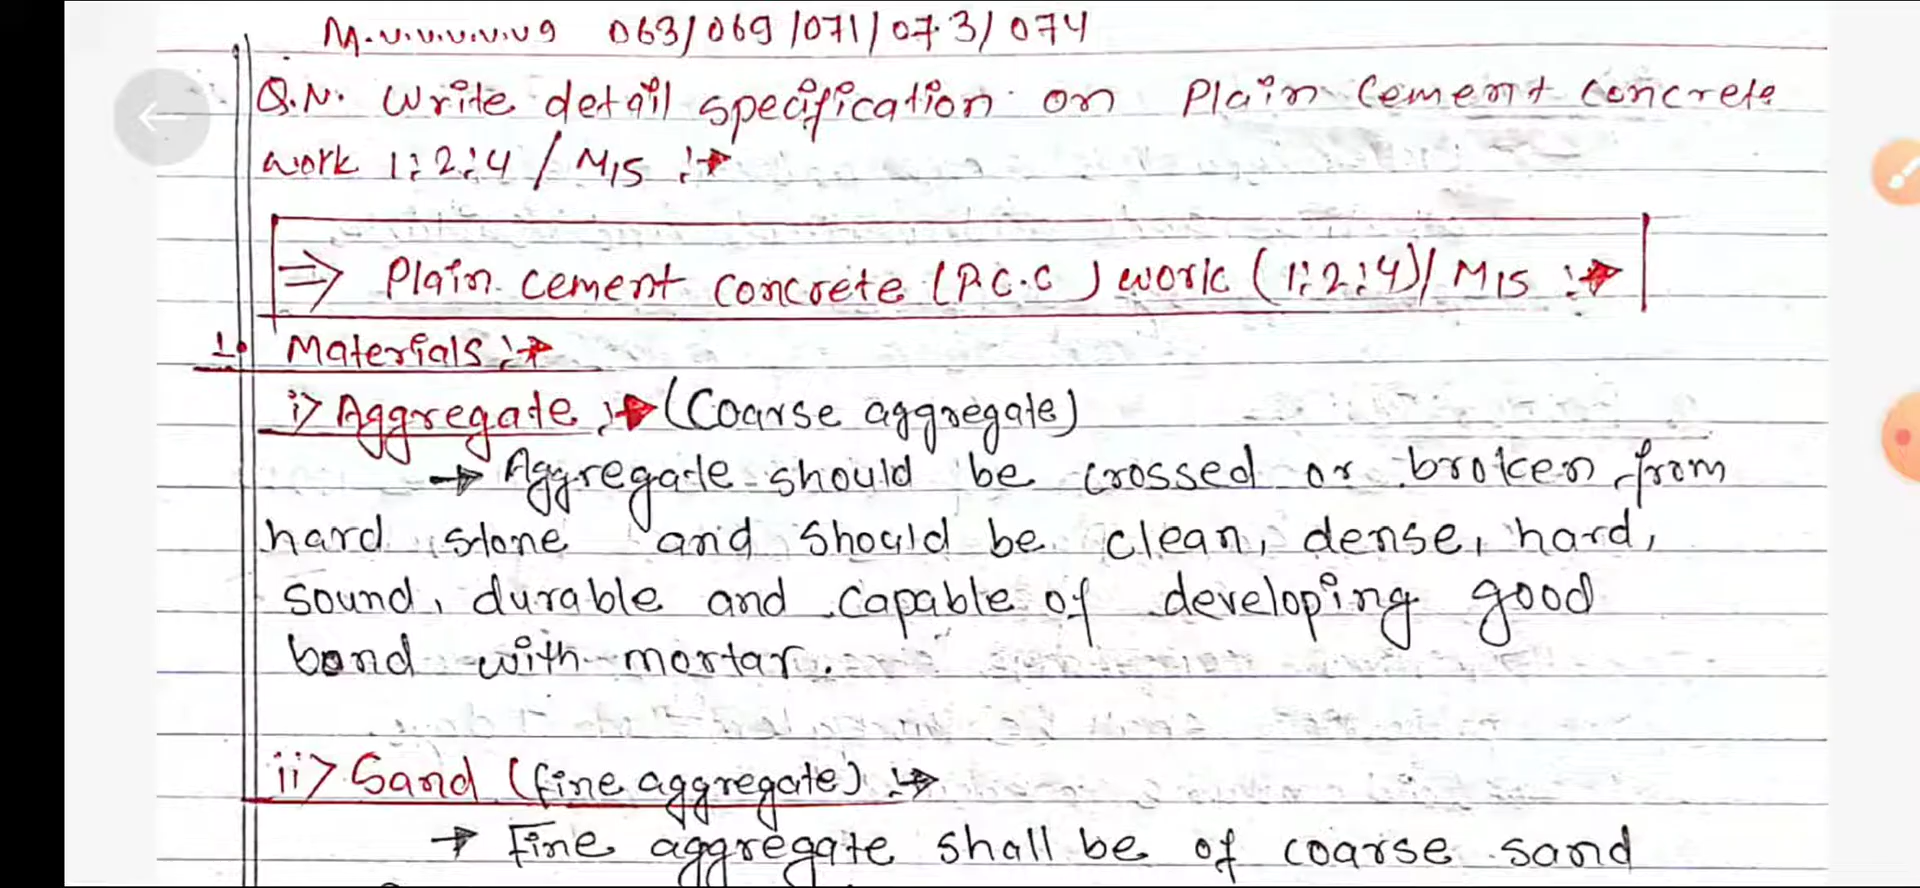 M.v.v.v.v.v9 063/069/071/073/074
Q.N. Write detail specification on Plain Cement Concrete
work 1:2:4 / M15 :→
⇒ Plain cement concrete (P.C.C) work (1:2:4)/ M15 :→
1. Materials :→
i> Aggregate :→ (Coarse aggregate)
→ Aggregate should be crossed or broken from
hard stone and should be clean, dense, hard,
sound, durable and capable of developing good
bond with mortar.
ii> Sand (fine aggregate) :→
→ Fine aggregate shall be of coarse sand